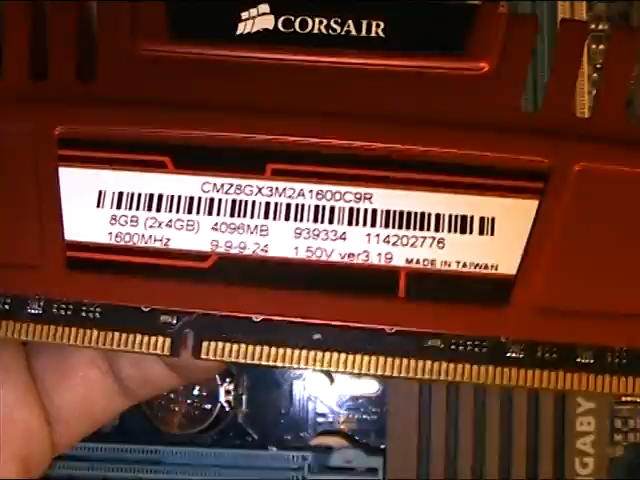 CORSAIR
CMZ8GX3M2A1600C9R
8GB (2x4GB) 4096MB 939334 114202776
1600MHz 9-9-9-24 1.50V ver3.19 MADE IN TAIWAN
GABY